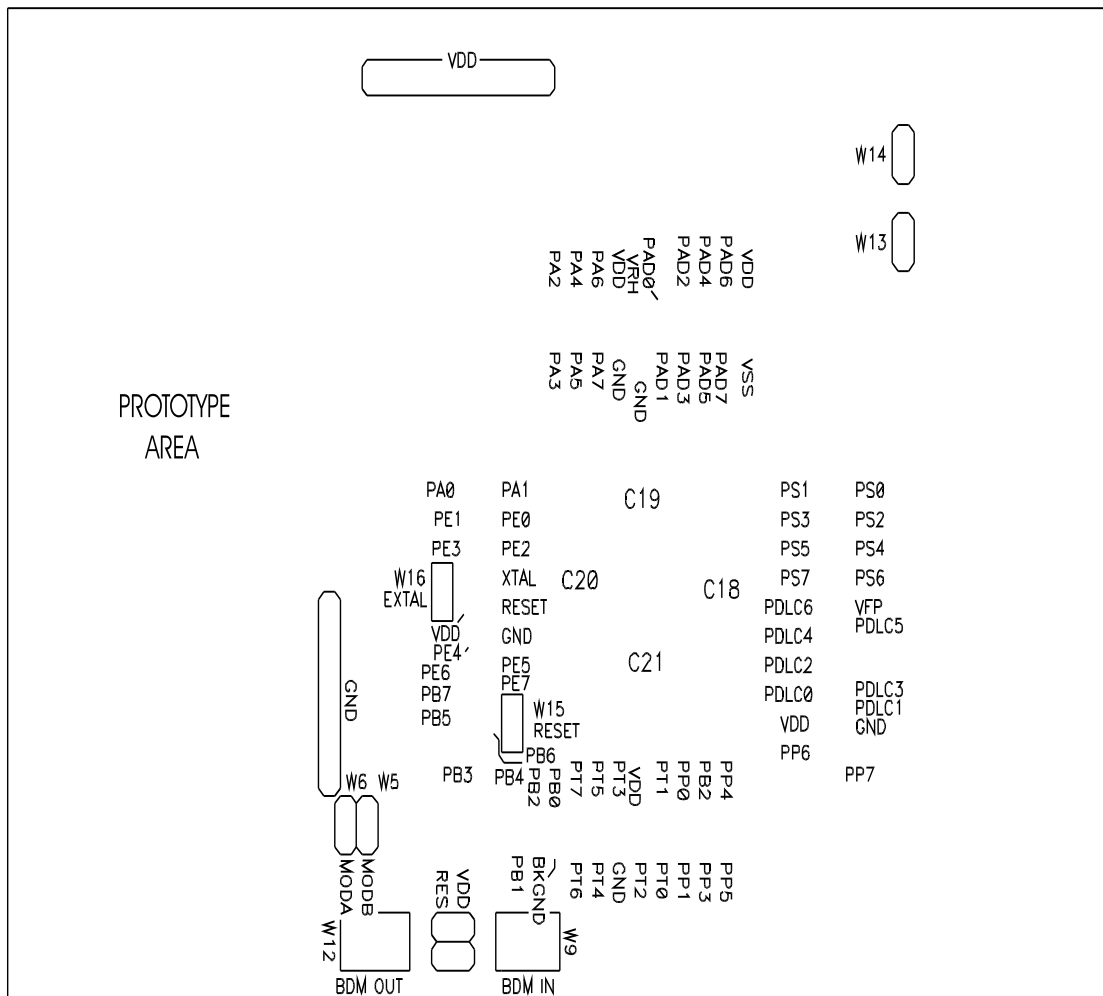 VDD
W14
W13
PA2 PA4 PA6 VDD VRH PAD0 PAD2 PAD4 PAD6 VDD
PA3 PA5 PA7 GND GND PAD1 PAD3 PAD5 PAD7 VSS
PROTOTYPE
AREA
PA0 PA1 C19 PS1 PS0
PE1 PE0 PS3 PS2
PE3 PE2 PS5 PS4
W16 XTAL C20 C18 PS7 PS6
EXTAL RESET PDLC6 VFP
PDLC5
VDD GND PDLC4
PE4
PE6 PE5 C21 PDLC2
PE7
PB7 PDLC0 PDLC3
GND
W15 PDLC1
PB5 RESET VDD GND
PB6 PP6
PB3 PB4 PB2 PB0 PT7 PT5 PT3 VDD PT1 PP0 PB2 PP4 PP7
W6 W5
MODA MODB RES VDD PB1 BKGND PT6 PT4 GND PT2 PT0 PP1 PP3 PP5
W12 W9
BDM OUT BDM IN